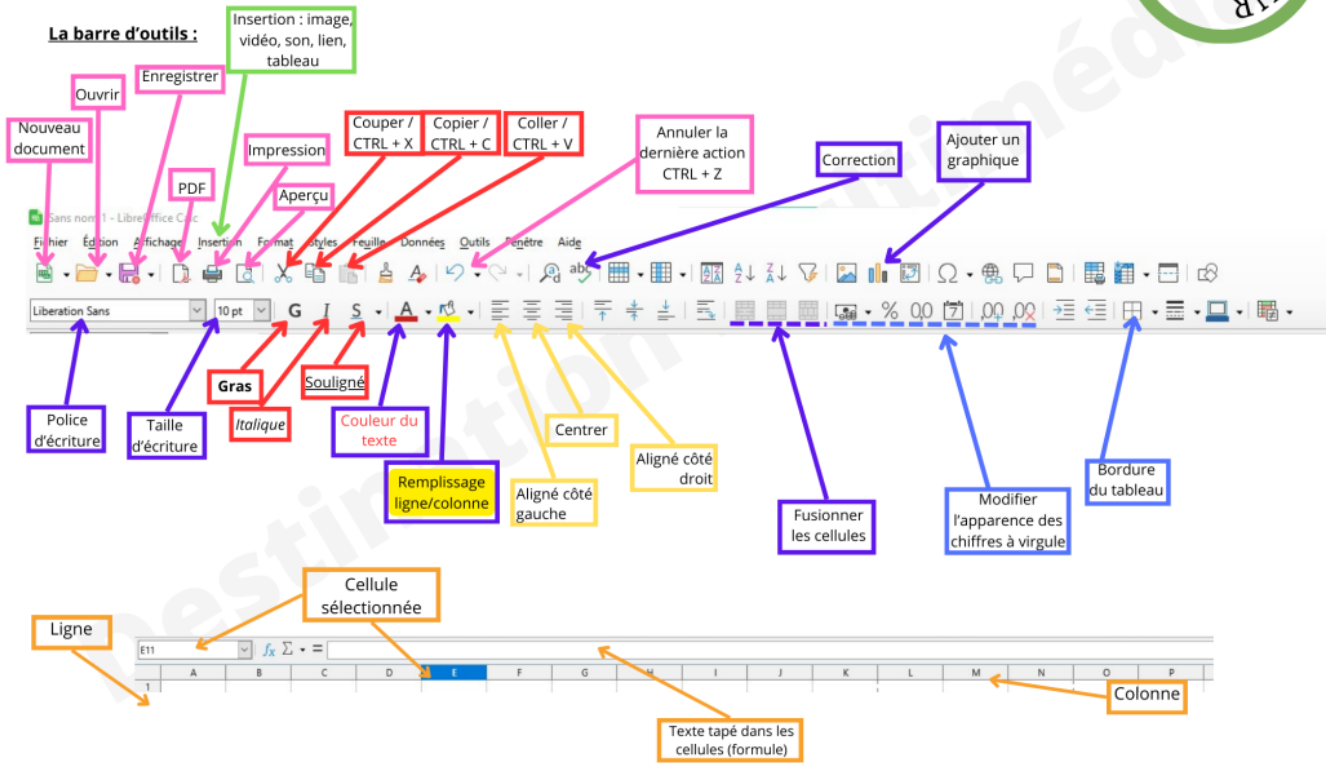 La barre d'outils :
Insertion : image,
vidéo, son, lien,
tableau
Enregistrer
Ouvrir
Nouveau
document
PDF
Impression
Aperçu
Couper /
CTRL + X
Copier /
CTRL + C
Coller /
CTRL + V
Annuler la
dernière action
CTRL + Z
Correction
Ajouter un
graphique
Sans nom 1 - LibreOffice Calc
Fichier Édition Affichage Insertion Format Styles Feuille Données Outils Fenêtre Aide
Liberation Sans 10 pt G I S
Gras
Italique
Souligné
Police
d'écriture
Taille
d'écriture
Couleur du
texte
Remplissage
ligne/colonne
Aligné côté
gauche
Centrer
Aligné côté
droit
Fusionner
les cellules
Modifier
l'apparence des
chiffres à virgule
Bordure
du tableau
Cellule
sélectionnée
Ligne
E11
A B C D E F G H I J K L M N O P
1
Colonne
Texte tapé dans les
cellules (formule)
Destination